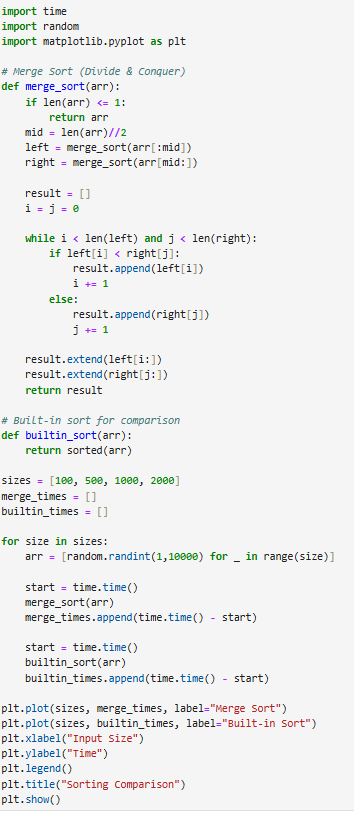 import time
import random
import matplotlib.pyplot as plt

# Merge Sort (Divide & Conquer)
def merge_sort(arr):
    if len(arr) <= 1:
        return arr
    mid = len(arr)//2
    left = merge_sort(arr[:mid])
    right = merge_sort(arr[mid:])

    result = []
    i = j = 0

    while i < len(left) and j < len(right):
        if left[i] < right[j]:
            result.append(left[i])
            i += 1
        else:
            result.append(right[j])
            j += 1

    result.extend(left[i:])
    result.extend(right[j:])
    return result

# Built-in sort for comparison
def builtin_sort(arr):
    return sorted(arr)

sizes = [100, 500, 1000, 2000]
merge_times = []
builtin_times = []

for size in sizes:
    arr = [random.randint(1,10000) for _ in range(size)]

    start = time.time()
    merge_sort(arr)
    merge_times.append(time.time() - start)

    start = time.time()
    builtin_sort(arr)
    builtin_times.append(time.time() - start)

plt.plot(sizes, merge_times, label="Merge Sort")
plt.plot(sizes, builtin_times, label="Built-in Sort")
plt.xlabel("Input Size")
plt.ylabel("Time")
plt.legend()
plt.title("Sorting Comparison")
plt.show()